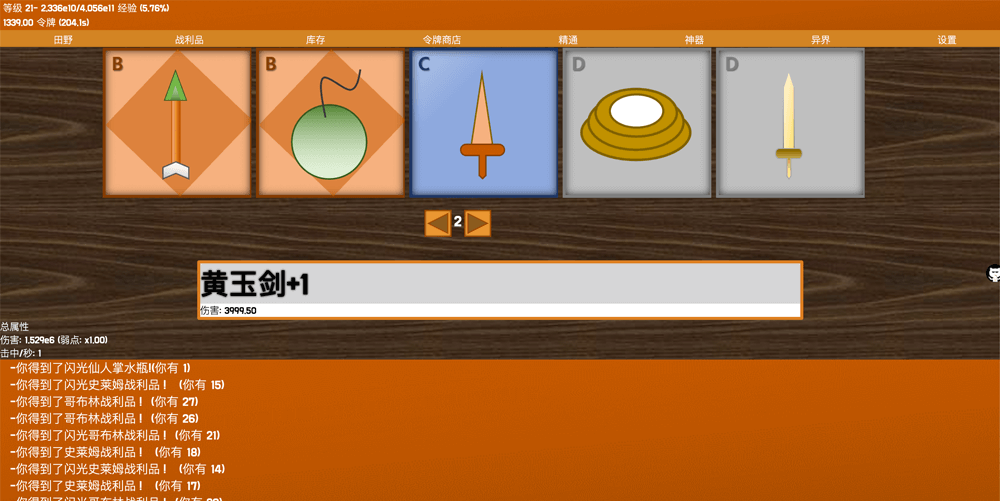 等级 21- 2.336e10/4.056e11 经验 (5.76%)
1339.00 令牌 (204.1s)
田野 战利品 库存 令牌商店 精通 神器 异界 设置
B B C D D
2
黄玉剑+1
伤害: 3999.50
总属性
伤害: 1.529e6 (弱点: x1.00)
击中/秒: 1
-你得到了闪光仙人掌水瓶!(你有 1)
-你得到了闪光史莱姆战利品！ (你有 15)
-你得到了哥布林战利品！ (你有 27)
-你得到了哥布林战利品！ (你有 26)
-你得到了闪光哥布林战利品！ (你有 21)
-你得到了史莱姆战利品！ (你有 18)
-你得到了闪光史莱姆战利品！ (你有 14)
-你得到了史莱姆战利品！ (你有 17)